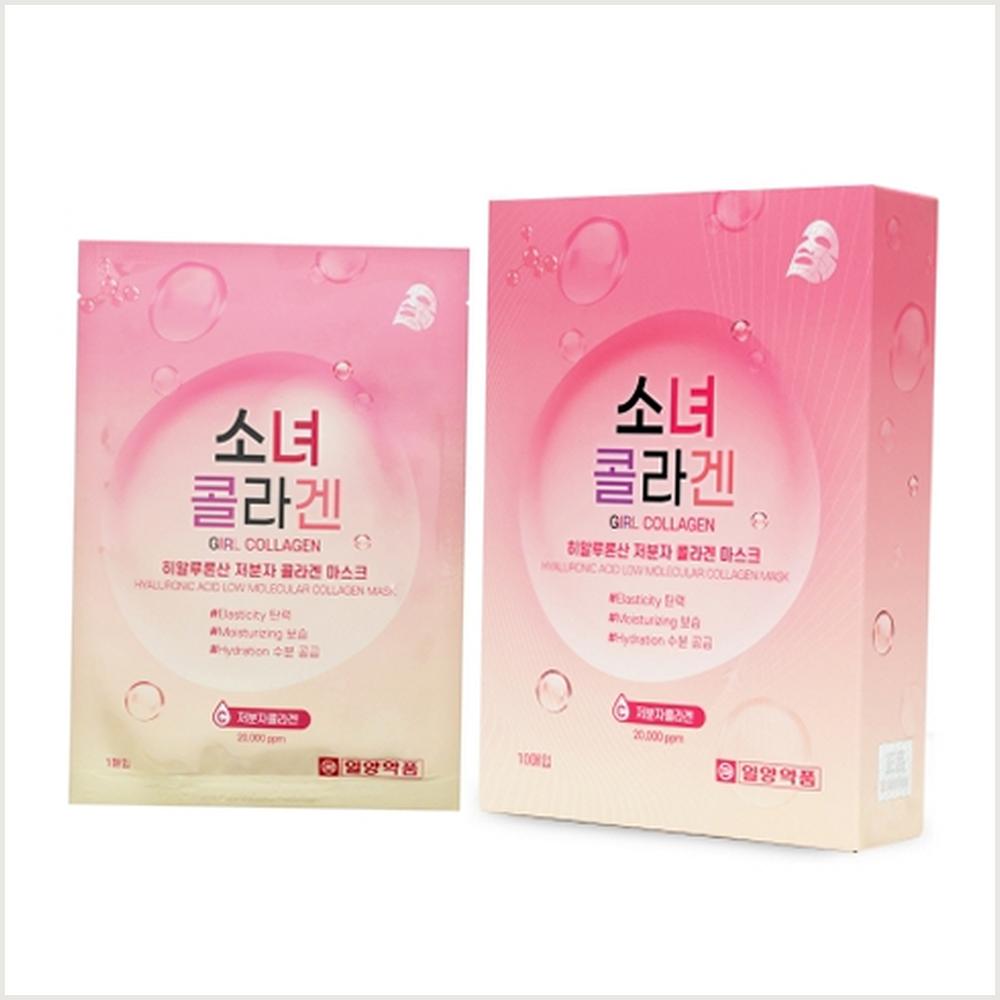 소녀
콜라겐
GIRL COLLAGEN
히알루론산 저분자 콜라겐 마스크
HYALURONIC ACID LOW MOLECULAR COLLAGEN MASK
#Elasticity 탄력
#Moisturizing 보습
#Hydration 수분 공급
C 저분자콜라겐
20,000 ppm
1매입
일양약품
소녀
콜라겐
GIRL COLLAGEN
히알루론산 저분자 콜라겐 마스크
HYALURONIC ACID LOW MOLECULAR COLLAGEN MASK
#Elasticity 탄력
#Moisturizing 보습
#Hydration 수분 공급
C 저분자콜라겐
20,000 ppm
10매입
일양약품